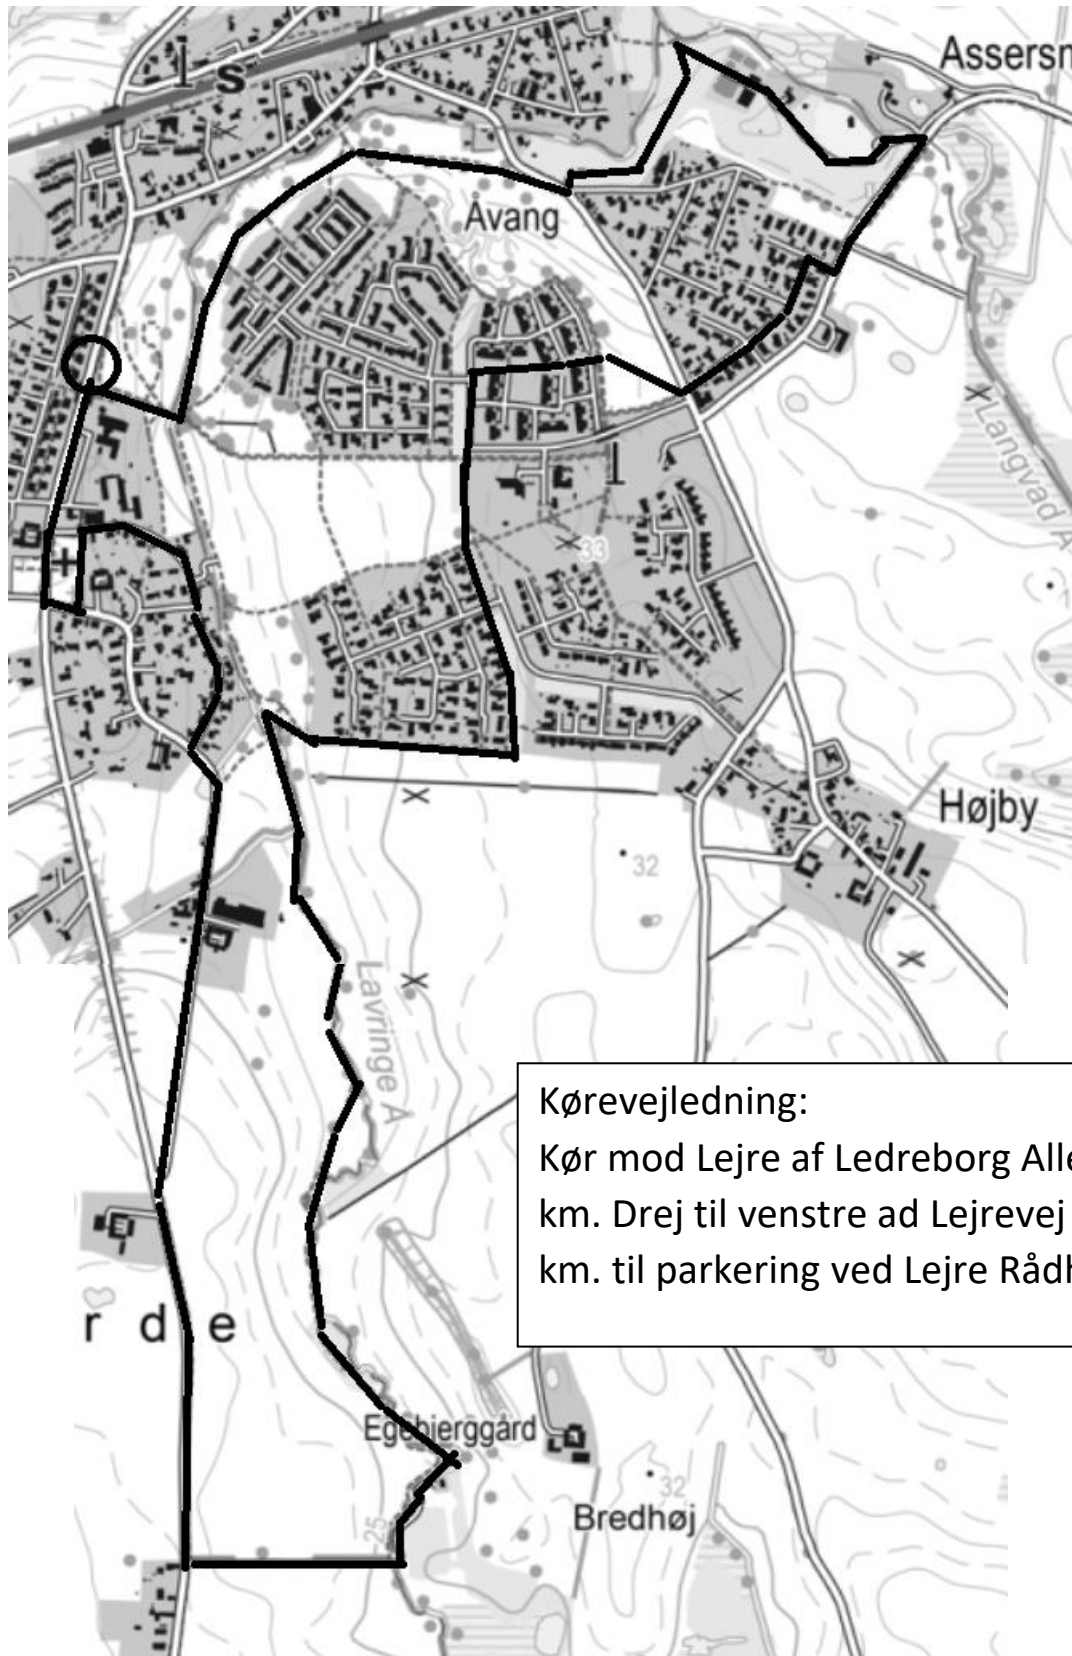 l s
Assersn
Åvang
Langvad Å
l
33
Højby
32
Lavringe Å
Kørevejledning:
Kør mod Lejre af Ledreborg Alle
km. Drej til venstre ad Lejrevej
km. til parkering ved Lejre Rådh
r d e
Egebjerggård
32
Bredhøj
25